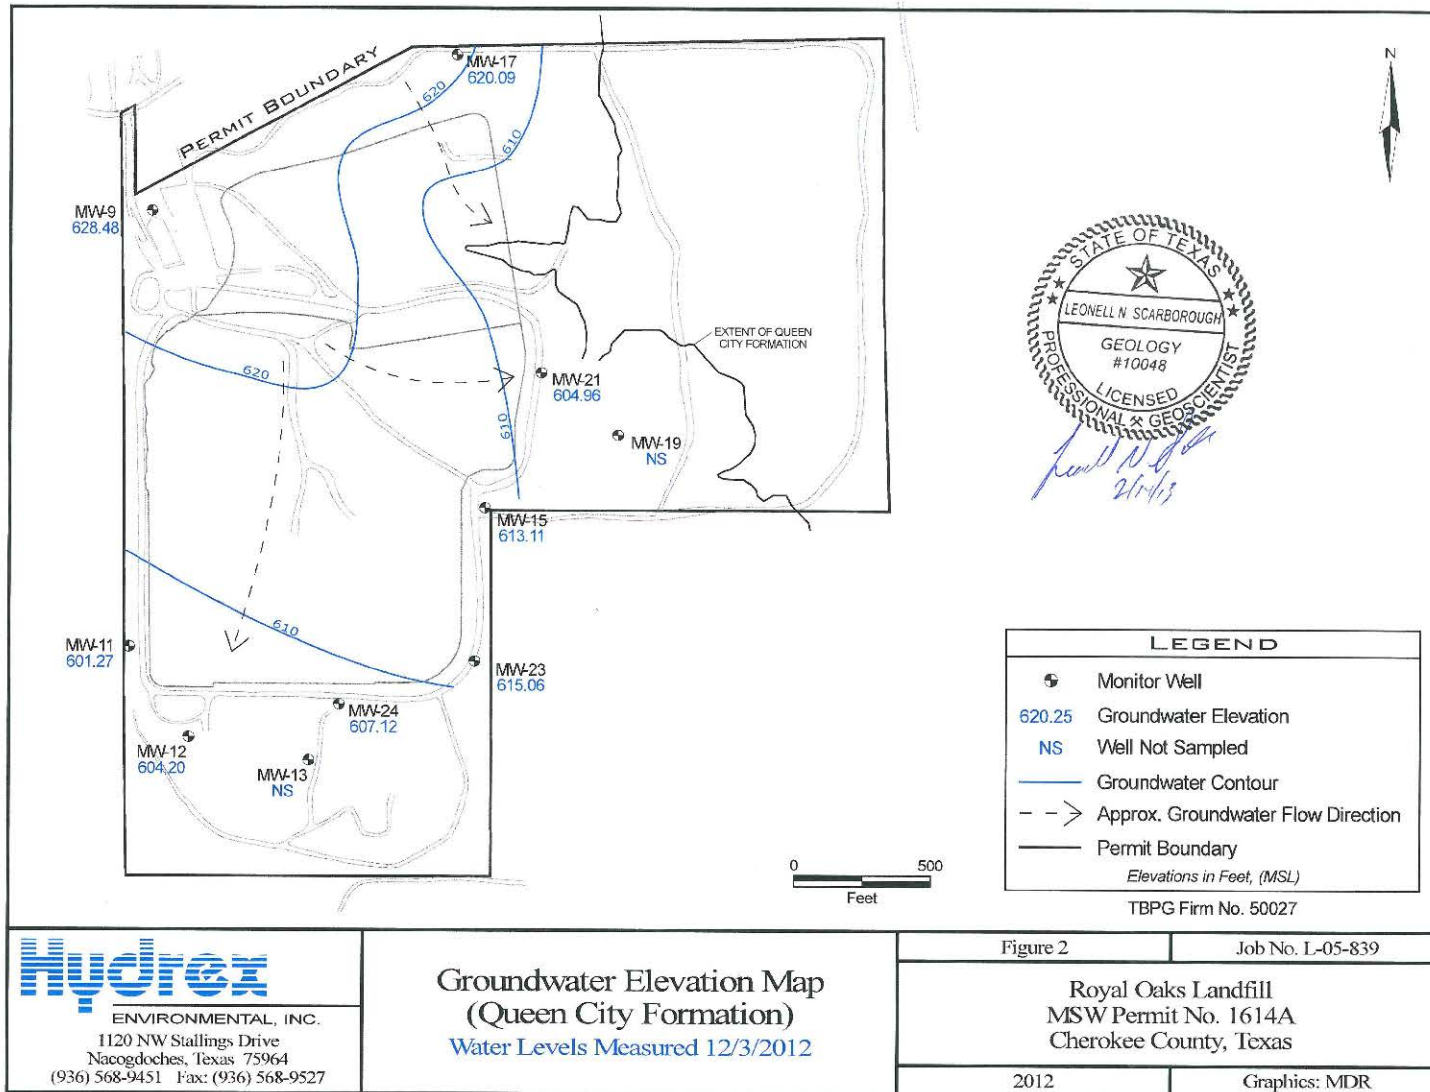 PERMIT BOUNDARY
MW-17
620.09
N
620
610
MW-9
628.48
STATE OF TEXAS
LEONELL N. SCARBOROUGH
GEOLOGY
#10048
LICENSED
PROFESSIONAL GEOSCIENTIST
2/14/13
EXTENT OF QUEEN
CITY FORMATION
620
MW-21
604.96
610
MW-19
NS
MW-15
613.11
610
MW-11
601.27
MW-23
615.06
MW-24
607.12
MW-12
604.20
MW-13
NS
LEGEND
Monitor Well
620.25 Groundwater Elevation
NS Well Not Sampled
Groundwater Contour
Approx. Groundwater Flow Direction
Permit Boundary
Elevations in Feet, (MSL)
TBPG Firm No. 50027
0 500
Feet
Hydrex
ENVIRONMENTAL, INC.
1120 NW Stallings Drive
Nacogdoches, Texas 75964
(936) 568-9451 Fax: (936) 568-9527
Groundwater Elevation Map
(Queen City Formation)
Water Levels Measured 12/3/2012
Figure 2
Job No. L-05-839
Royal Oaks Landfill
MSW Permit No. 1614A
Cherokee County, Texas
2012
Graphics: MDR